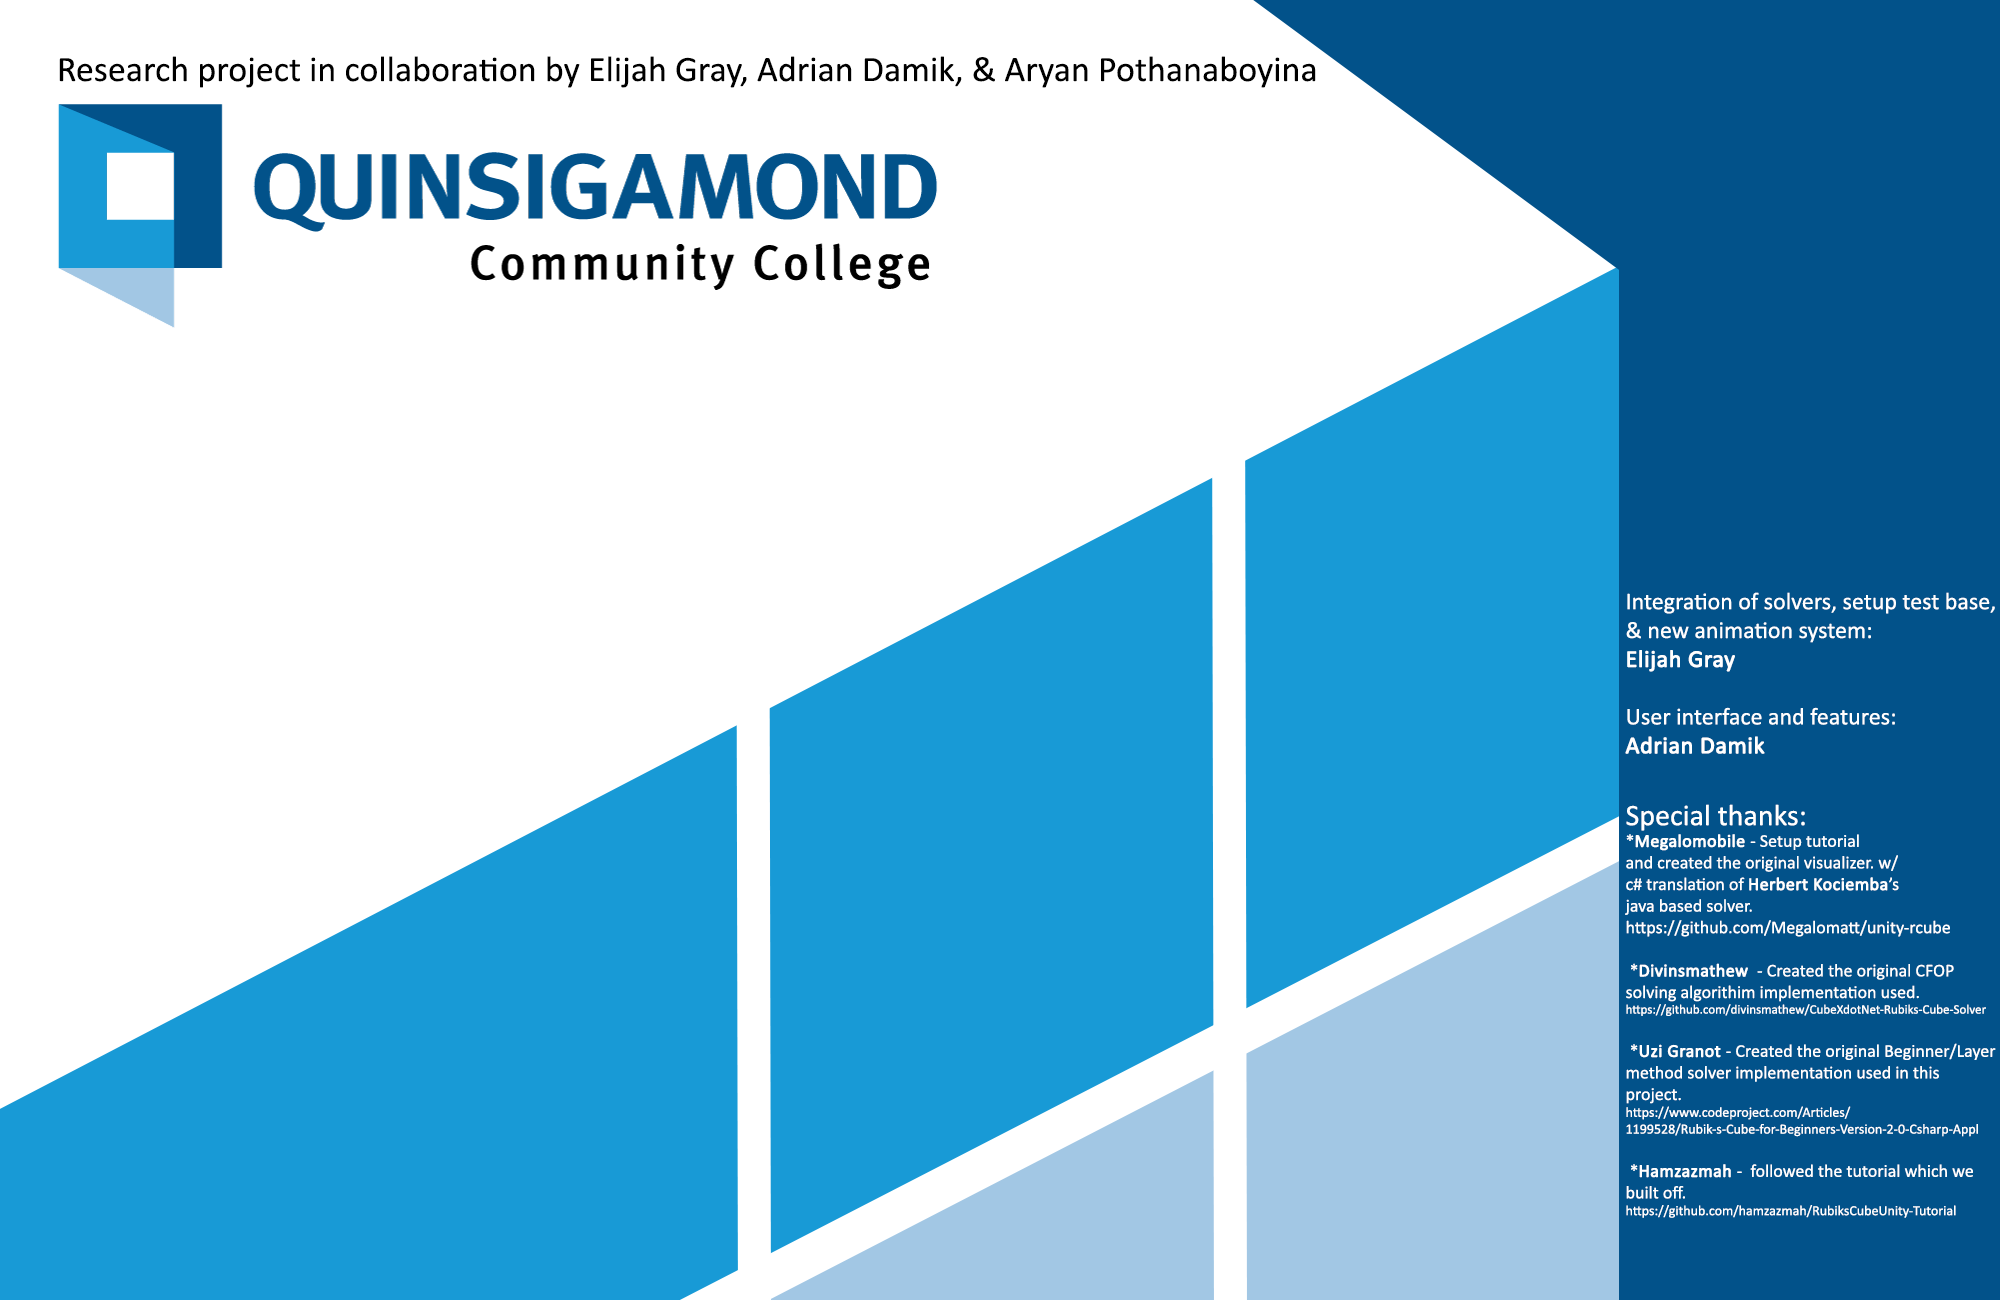 Research project in collaboration by Elijah Gray, Adrian Damik, & Aryan Pothanaboyina
QUINSIGAMOND
Community College
Integration of solvers, setup test base,
& new animation system:
Elijah Gray
User interface and features:
Adrian Damik
Special thanks:
*Megalomobile - Setup tutorial
and created the original visualizer. w/
c# translation of Herbert Kociemba's
java based solver.
https://github.com/Megalomatt/unity-rcube
*Divinsmathew - Created the original CFOP
solving algorithim implementation used.
https://github.com/divinsmathew/CubeXdotNet-Rubiks-Cube-Solver
*Uzi Granot - Created the original Beginner/Layer
method solver implementation used in this
project.
https://www.codeproject.com/Articles/
1199528/Rubik-s-Cube-for-Beginners-Version-2-0-Csharp-Appl
*Hamzazmah - followed the tutorial which we
built off.
https://github.com/hamzazmah/RubiksCubeUnity-Tutorial